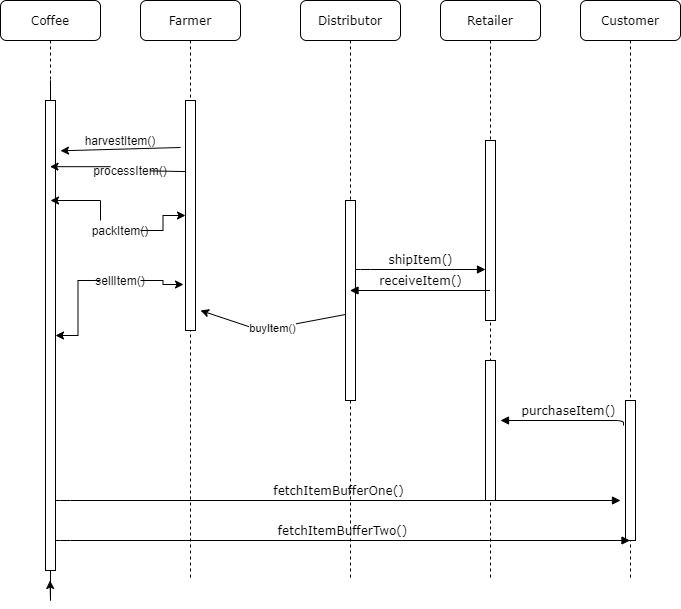 Coffee
Farmer
Distributor
Retailer
Customer
harvestItem()
processItem()
packItem()
shipItem()
sellItem()
receiveItem()
buyItem()
purchaseItem()
fetchItemBufferOne()
fetchItemBufferTwo()